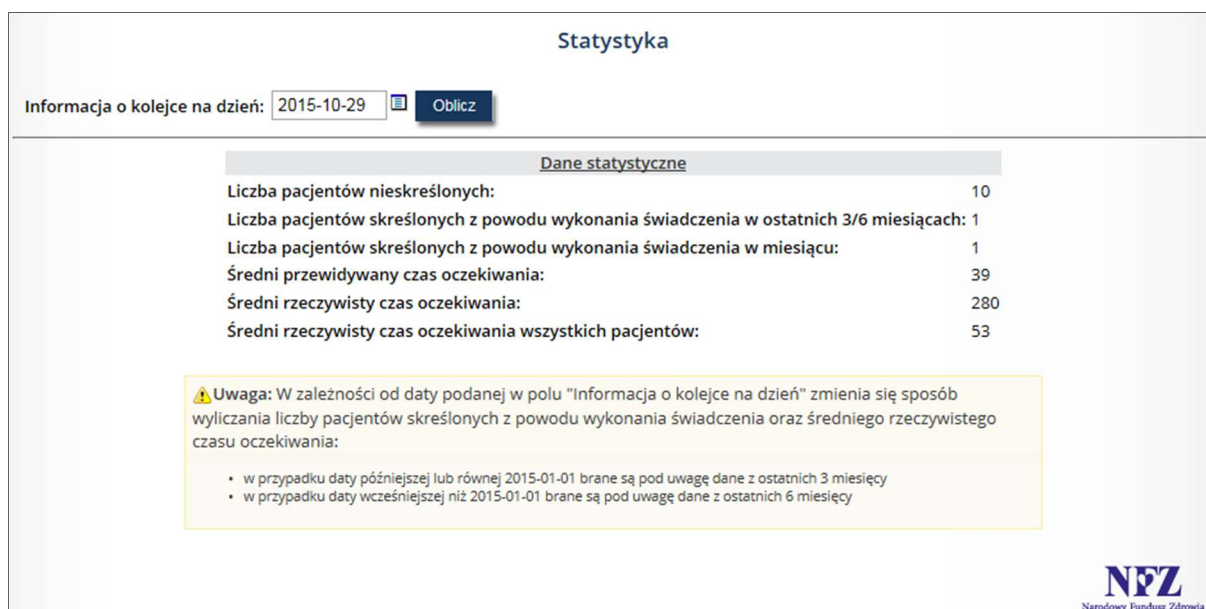 Statystyka
Informacja o kolejce na dzień: 2015-10-29 Oblicz
Dane statystyczne
Liczba pacjentów nieskreślonych: 10
Liczba pacjentów skreślonych z powodu wykonania świadczenia w ostatnich 3/6 miesiącach: 1
Liczba pacjentów skreślonych z powodu wykonania świadczenia w miesiącu: 1
Średni przewidywany czas oczekiwania: 39
Średni rzeczywisty czas oczekiwania: 280
Średni rzeczywisty czas oczekiwania wszystkich pacjentów: 53
Uwaga: W zależności od daty podanej w polu "Informacja o kolejce na dzień" zmienia się sposób
wyliczania liczby pacjentów skreślonych z powodu wykonania świadczenia oraz średniego rzeczywistego
czasu oczekiwania:
• w przypadku daty późniejszej lub równej 2015-01-01 brane są pod uwagę dane z ostatnich 3 miesięcy
• w przypadku daty wcześniejszej niż 2015-01-01 brane są pod uwagę dane z ostatnich 6 miesięcy
NFZ
Narodowy Fundusz Zdrowia